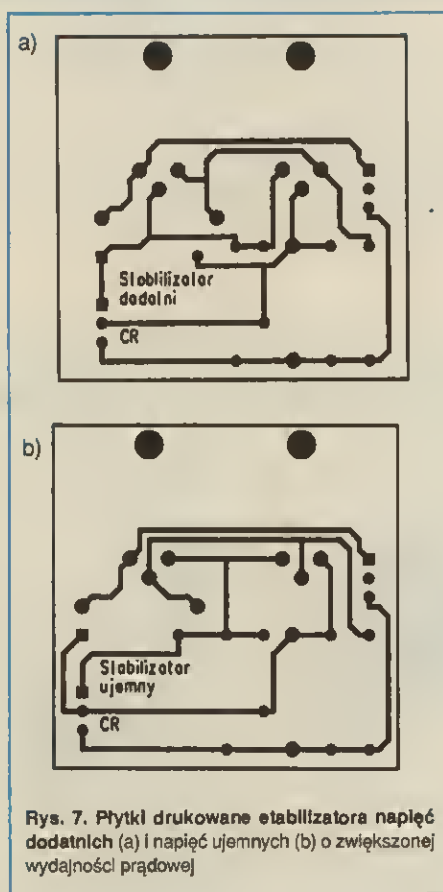 a)
Stabilizator
dodatni
CR
b)
Stabilizator
ujemny
CR
Rys. 7. Płytki drukowane stabilizatora napięć
dodatnich (a) i napięć ujemnych (b) o zwiększonej
wydajności prądowej